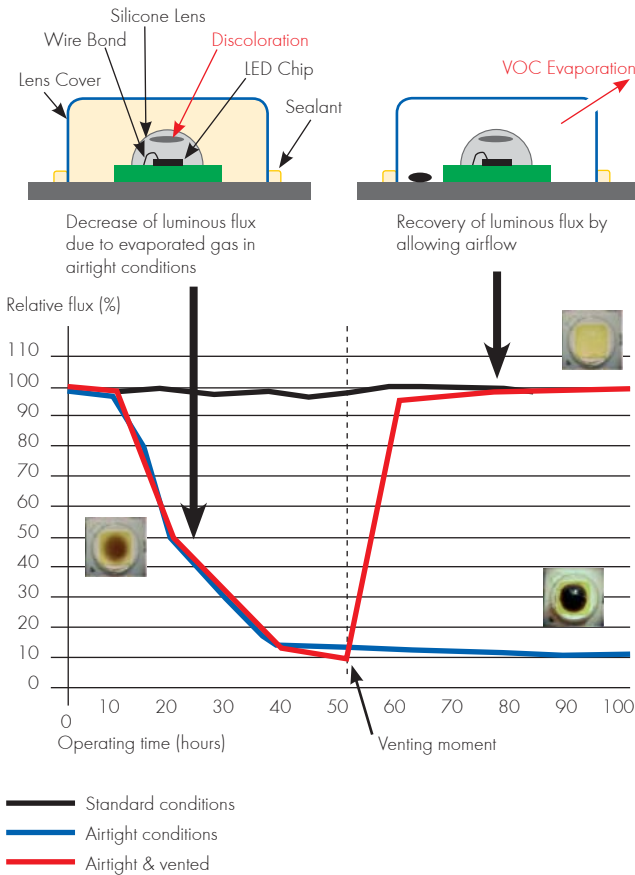 Silicone Lens
Wire Bond
Discoloration
LED Chip
Lens Cover
Sealant
VOC Evaporation
Decrease of luminous flux
due to evaporated gas in
airtight conditions
Recovery of luminous flux by
allowing airflow
Relative flux (%)
110
100
90
80
70
60
50
40
30
20
10
0
0 10 20 30 40 50 60 70 80 90 100
Operating time (hours)
Venting moment
Standard conditions
Airtight conditions
Airtight & vented